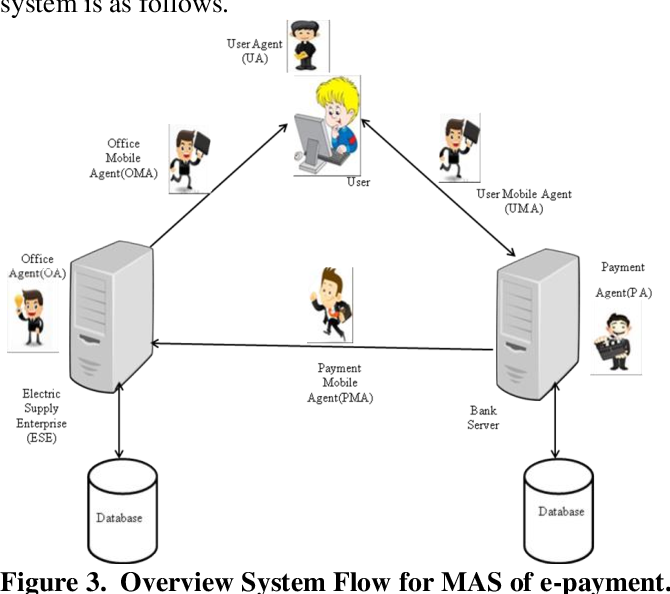 system is as follows.
User Agent
(UA)
User
Office
Mobile
Agent(OMA)
User Mobile Agent
(UMA)
Office
Agent(OA)
Payment
Agent(PA)
Payment
Mobile
Agent(PMA)
Electric
Supply
Enterprise
(ESE)
Bank
Server
Database
Database
Figure 3. Overview System Flow for MAS of e-payment.